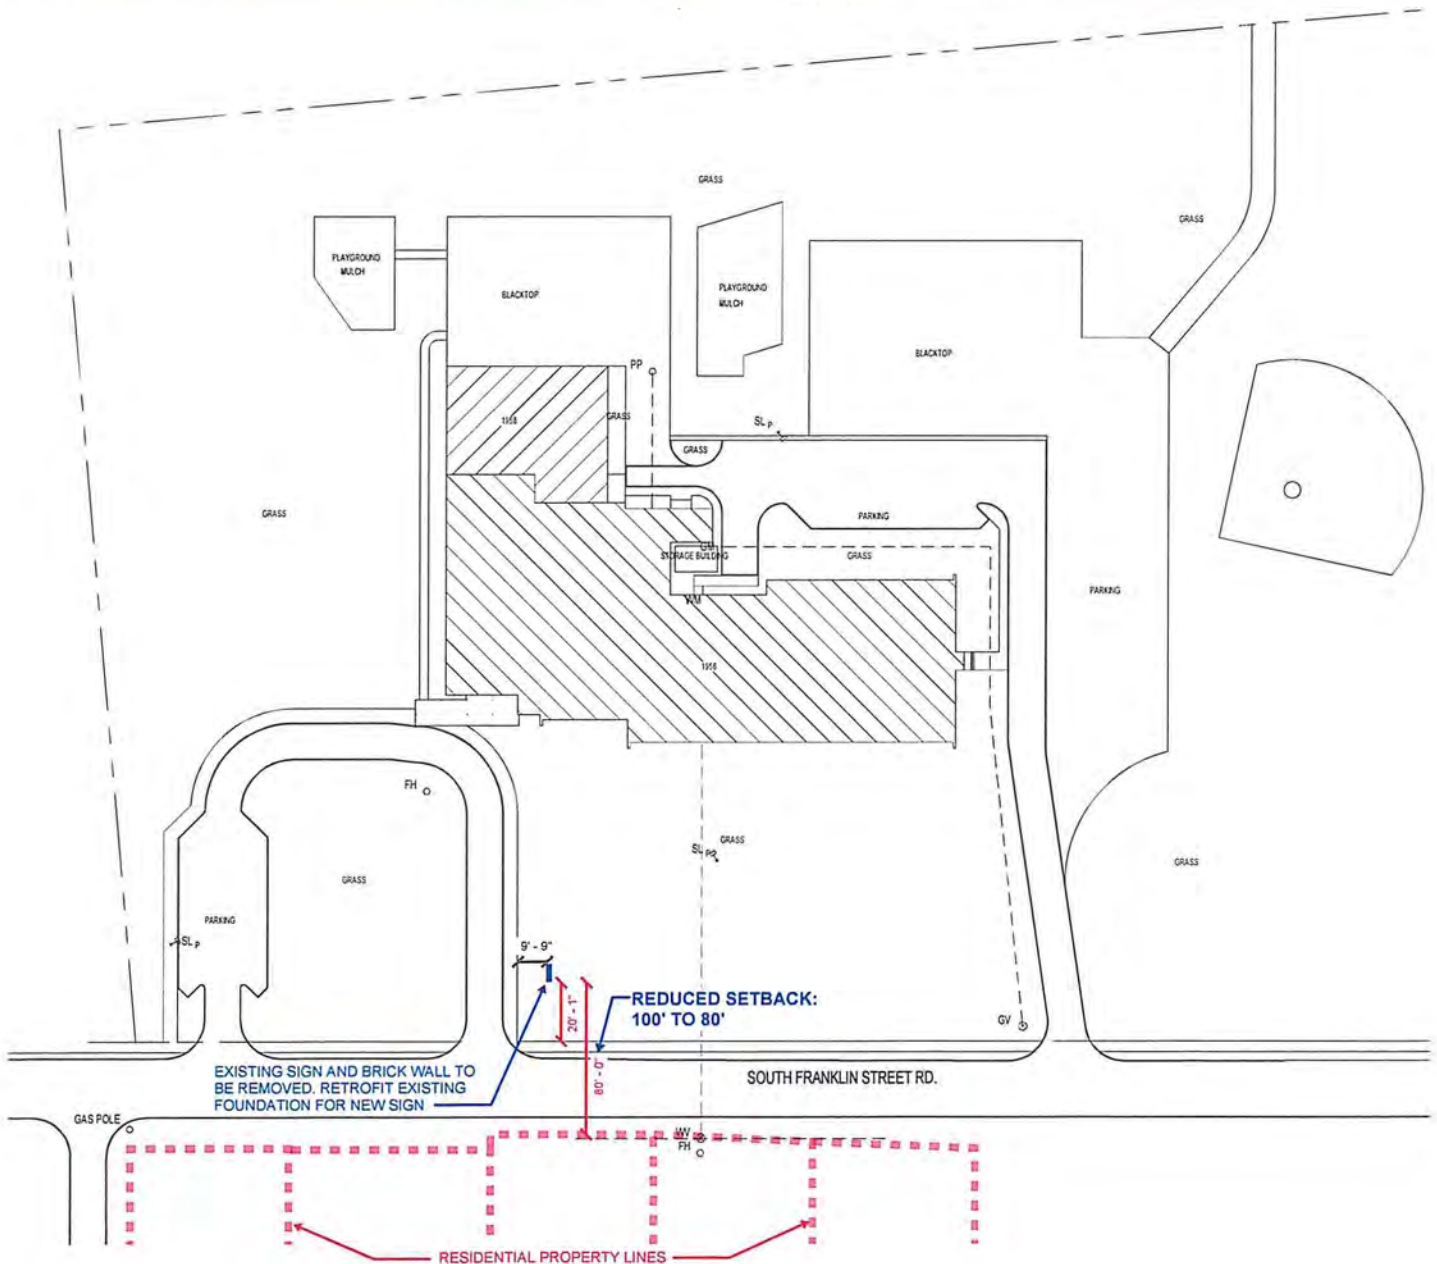 GRASS
GRASS
PLAYGROUND
MULCH
BLACKTOP
PLAYGROUND
MULCH
BLACKTOP
PP
1958
GRASS
SL P
GRASS
GRASS
PARKING
GM
STORAGE BUILDING
GRASS
PARKING
WM
1956
FH
GRASS
SL
GRASS
GRASS
PARKING
SL P
9' - 9"
20' - 1"
REDUCED SETBACK:
100' TO 80'
GV
80' - 0"
EXISTING SIGN AND BRICK WALL TO
BE REMOVED. RETROFIT EXISTING
FOUNDATION FOR NEW SIGN
SOUTH FRANKLIN STREET RD.
GAS POLE
WV
FH
RESIDENTIAL PROPERTY LINES